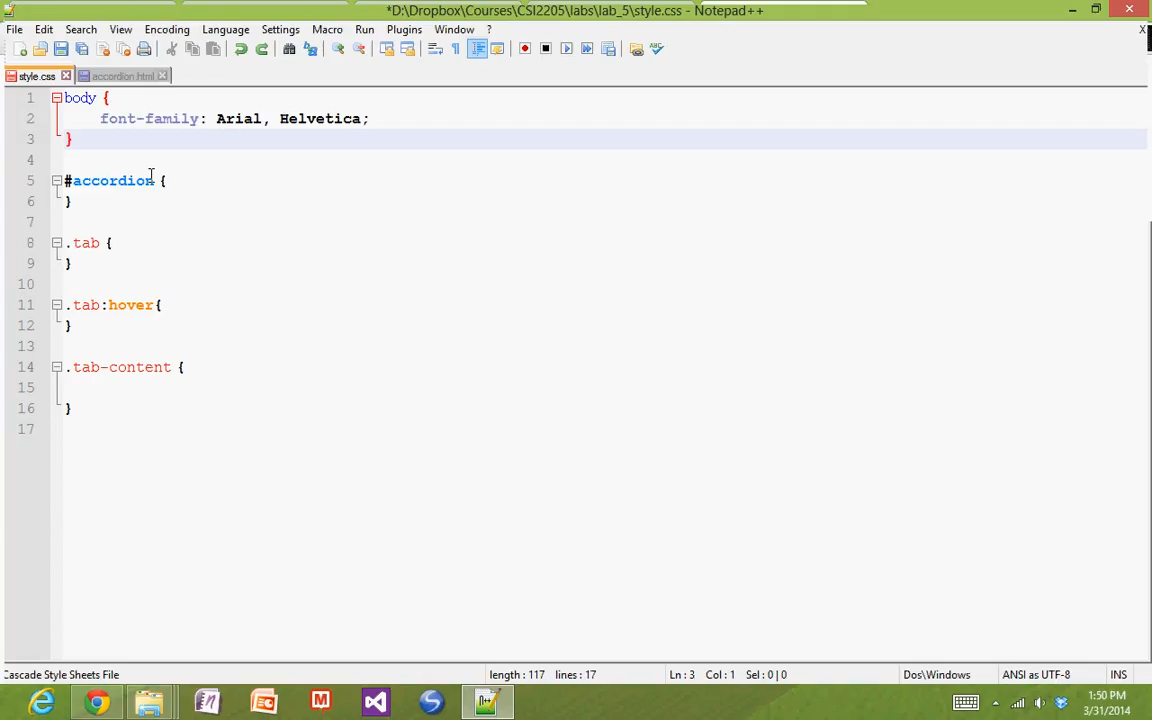 *D:\Dropbox\Courses\CSI2205\labs\lab_5\style.css - Notepad++
File Edit Search View Encoding Language Settings Macro Run Plugins Window ? X
style.css accordion.html
1 body {
2 font-family: Arial, Helvetica;
3 }
4
5 #accordion {
6 }
7
8 .tab {
9 }
10
11 .tab:hover{
12 }
13
14 .tab-content {
15
16 }
17
Cascade Style Sheets File length : 117 lines : 17 Ln : 3 Col : 1 Sel : 0 | 0 Dos\Windows ANSI as UTF-8 INS
1:50 PM
3/31/2014